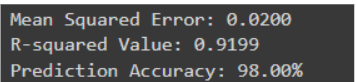 Mean Squared Error: 0.0200
R-squared Value: 0.9199
Prediction Accuracy: 98.00%